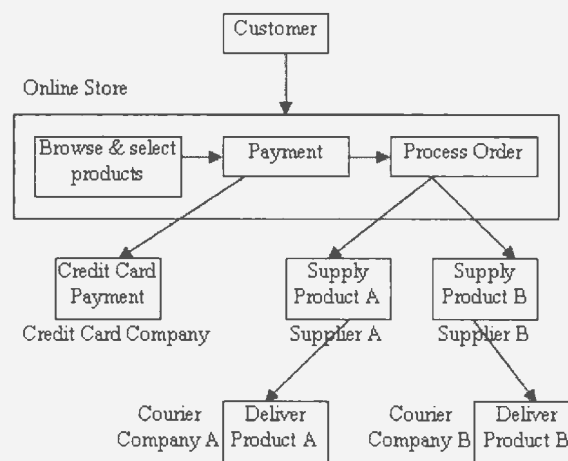 Customer
Online Store
Browse & select
products
Payment
Process Order
Credit Card
Payment
Credit Card Company
Supply
Product A
Supplier A
Supply
Product B
Supplier B
Courier
Company A
Deliver
Product A
Courier
Company B
Deliver
Product B